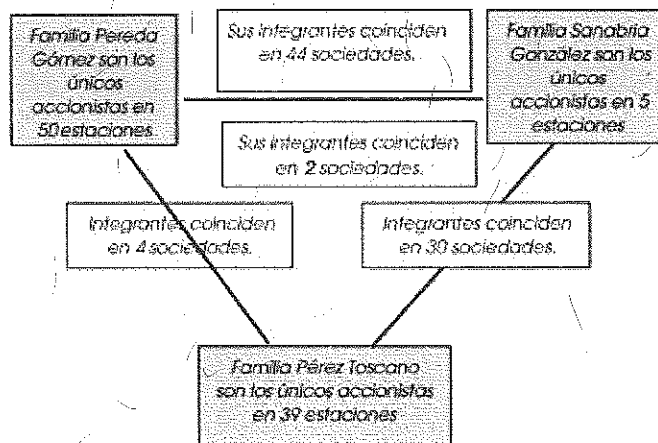 Familia Pereda
Gómez son los
únicos
accionistas en
50 estaciones
Sus integrantes coinciden
en 44 sociedades.
Familia Sanabria
González son los
únicos
accionistas en 5
estaciones
Sus integrantes coinciden
en 2 sociedades.
Integrantes coinciden
en 4 sociedades.
Integrantes coinciden
en 30 sociedades.
Familia Pérez Toscano
son los únicos accionistas
en 39 estaciones